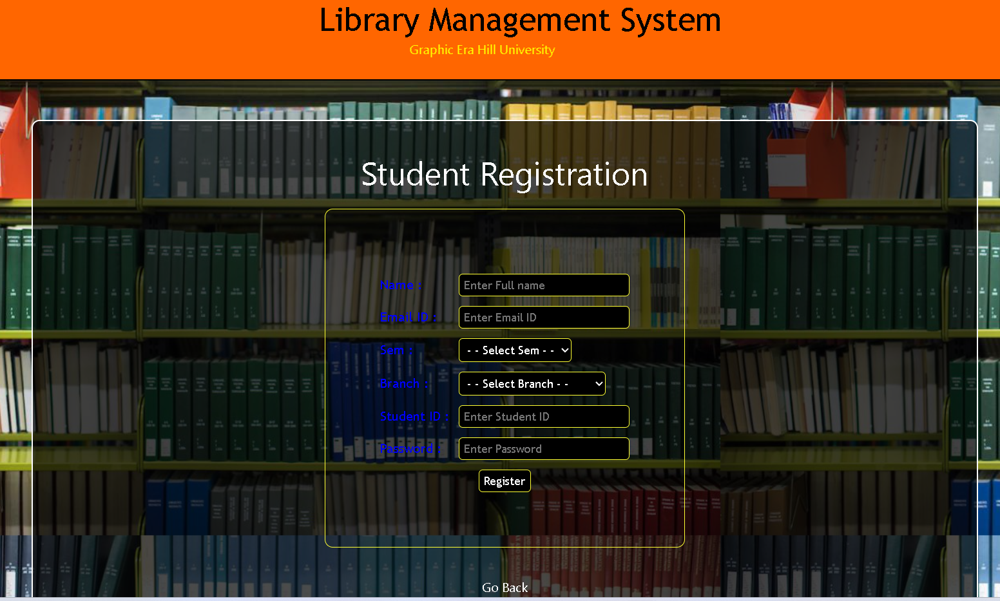 Library Management System
Graphic Era Hill University
Student Registration
Name : Enter Full name
Email ID : Enter Email ID
Sem : - - Select Sem - -
Branch : - - Select Branch - -
Student ID : Enter Student ID
Password : Enter Password
Register
Go Back